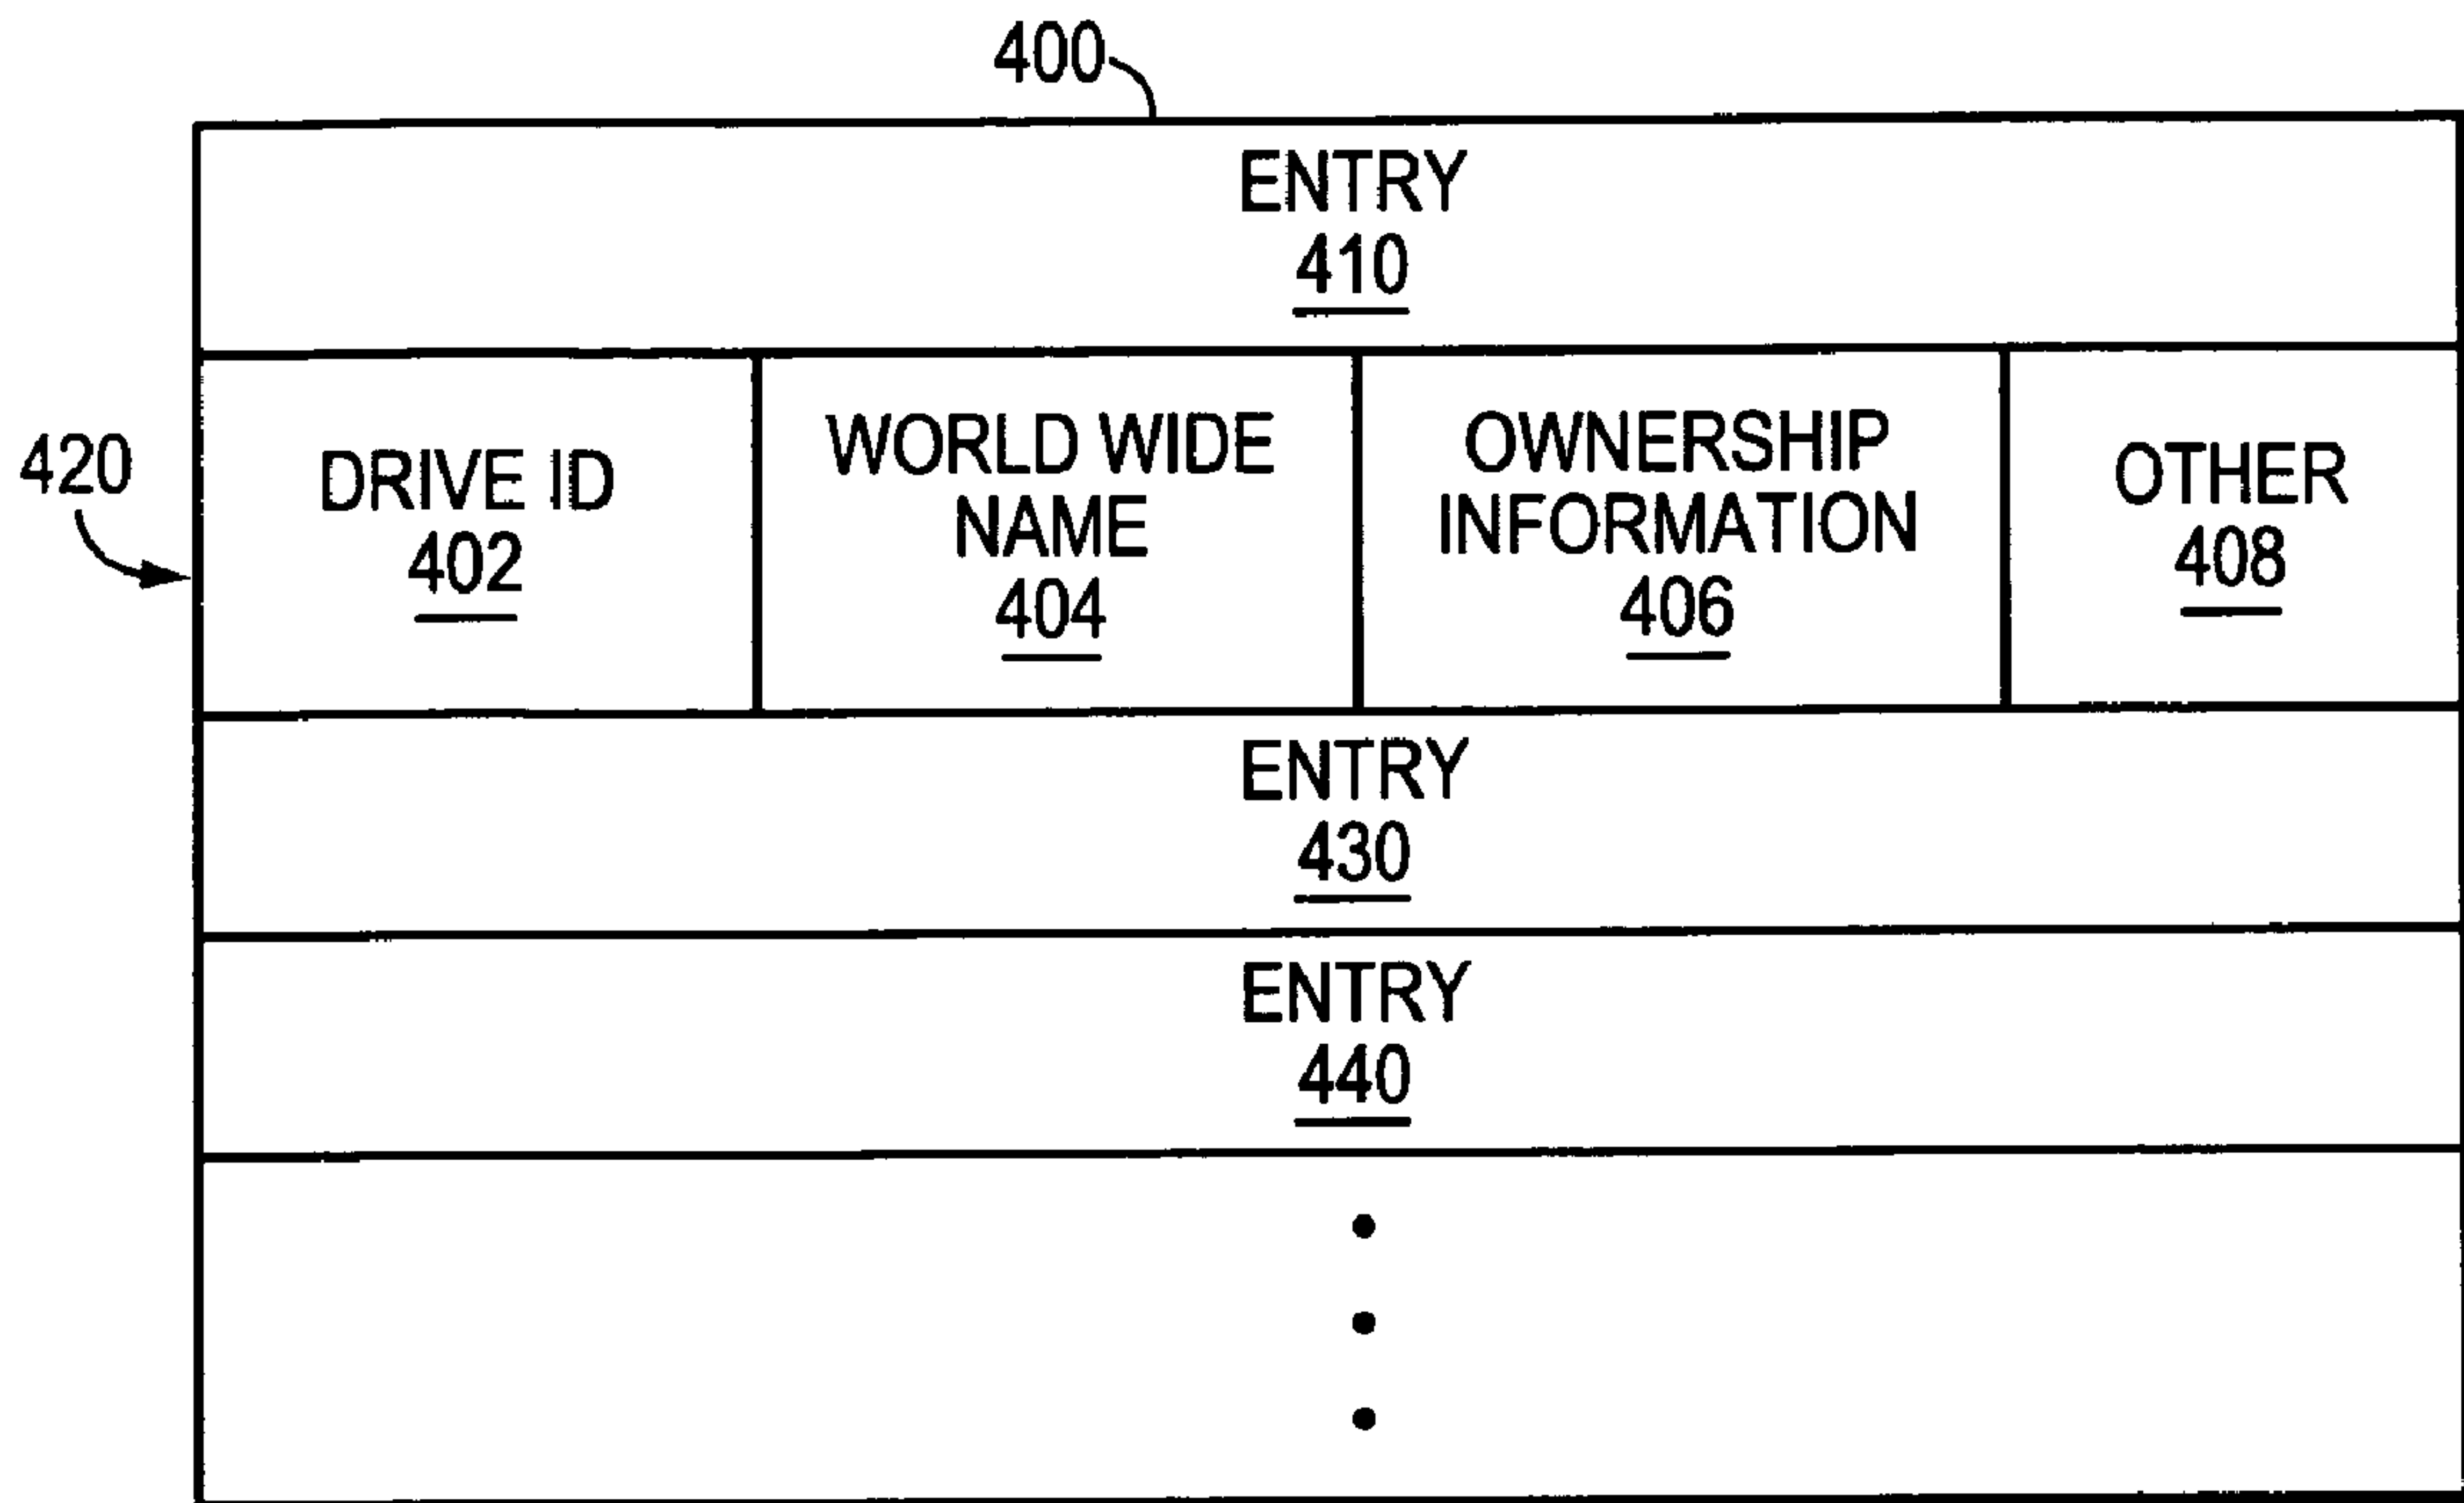 400
ENTRY
410
420
DRIVE ID
402
WORLD WIDE
NAME
404
OWNERSHIP
INFORMATION
406
OTHER
408
ENTRY
430
ENTRY
440